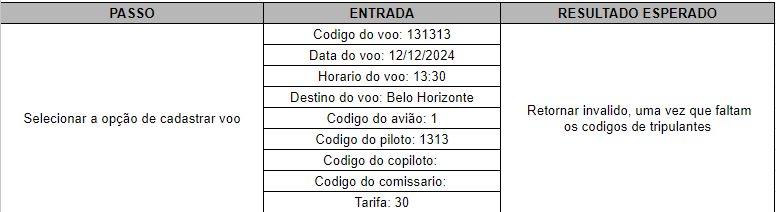 PASSO ENTRADA RESULTADO ESPERADO
Selecionar a opção de cadastrar voo
Codigo do voo: 131313
Data do voo: 12/12/2024
Horario do voo: 13:30
Destino do voo: Belo Horizonte
Codigo do avião: 1
Codigo do piloto: 1313
Codigo do copiloto:
Codigo do comissario:
Tarifa: 30
Retornar invalido, uma vez que faltam
os codigos de tripulantes